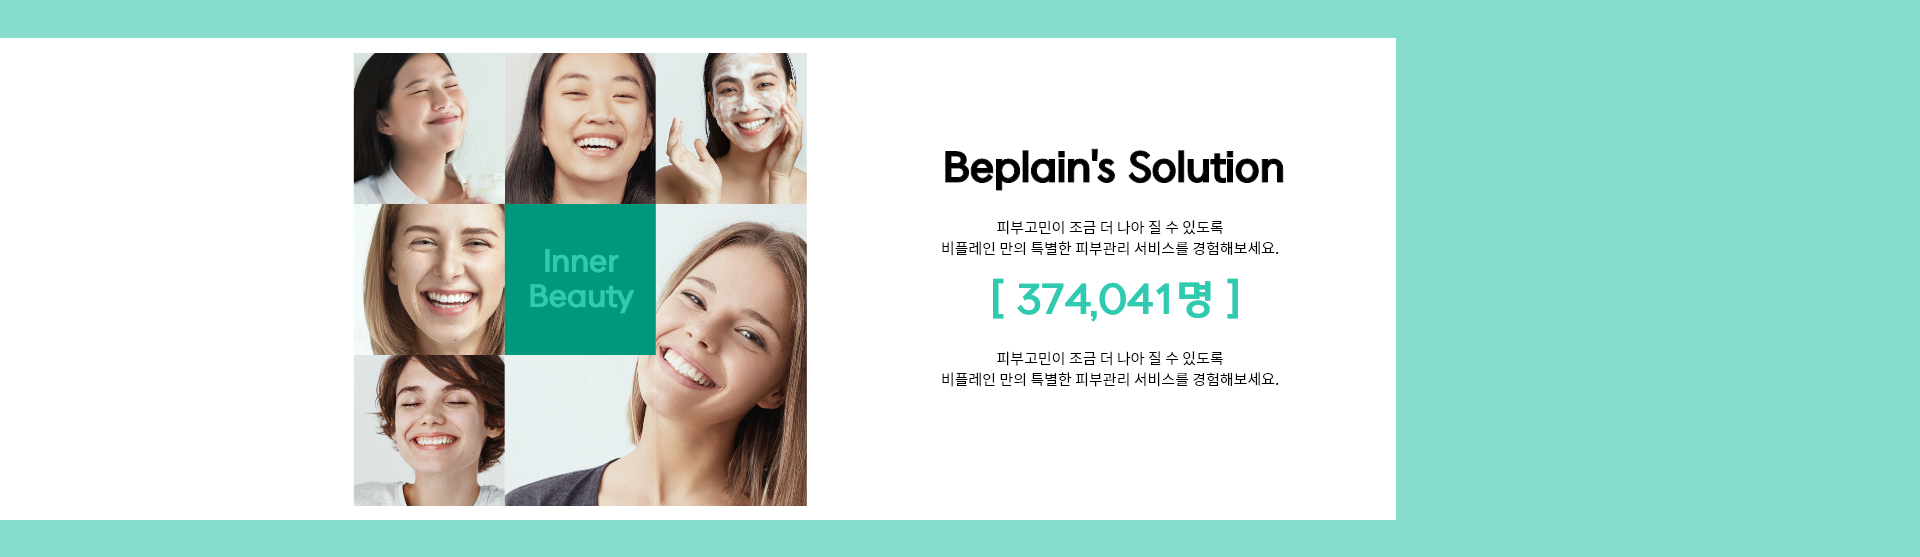 Inner
Beauty
Beplain's Solution
피부고민이 조금 더 나아 질 수 있도록
비플레인 만의 특별한 피부관리 서비스를 경험해보세요.
[ 374,041명 ]
피부고민이 조금 더 나아 질 수 있도록
비플레인 만의 특별한 피부관리 서비스를 경험해보세요.